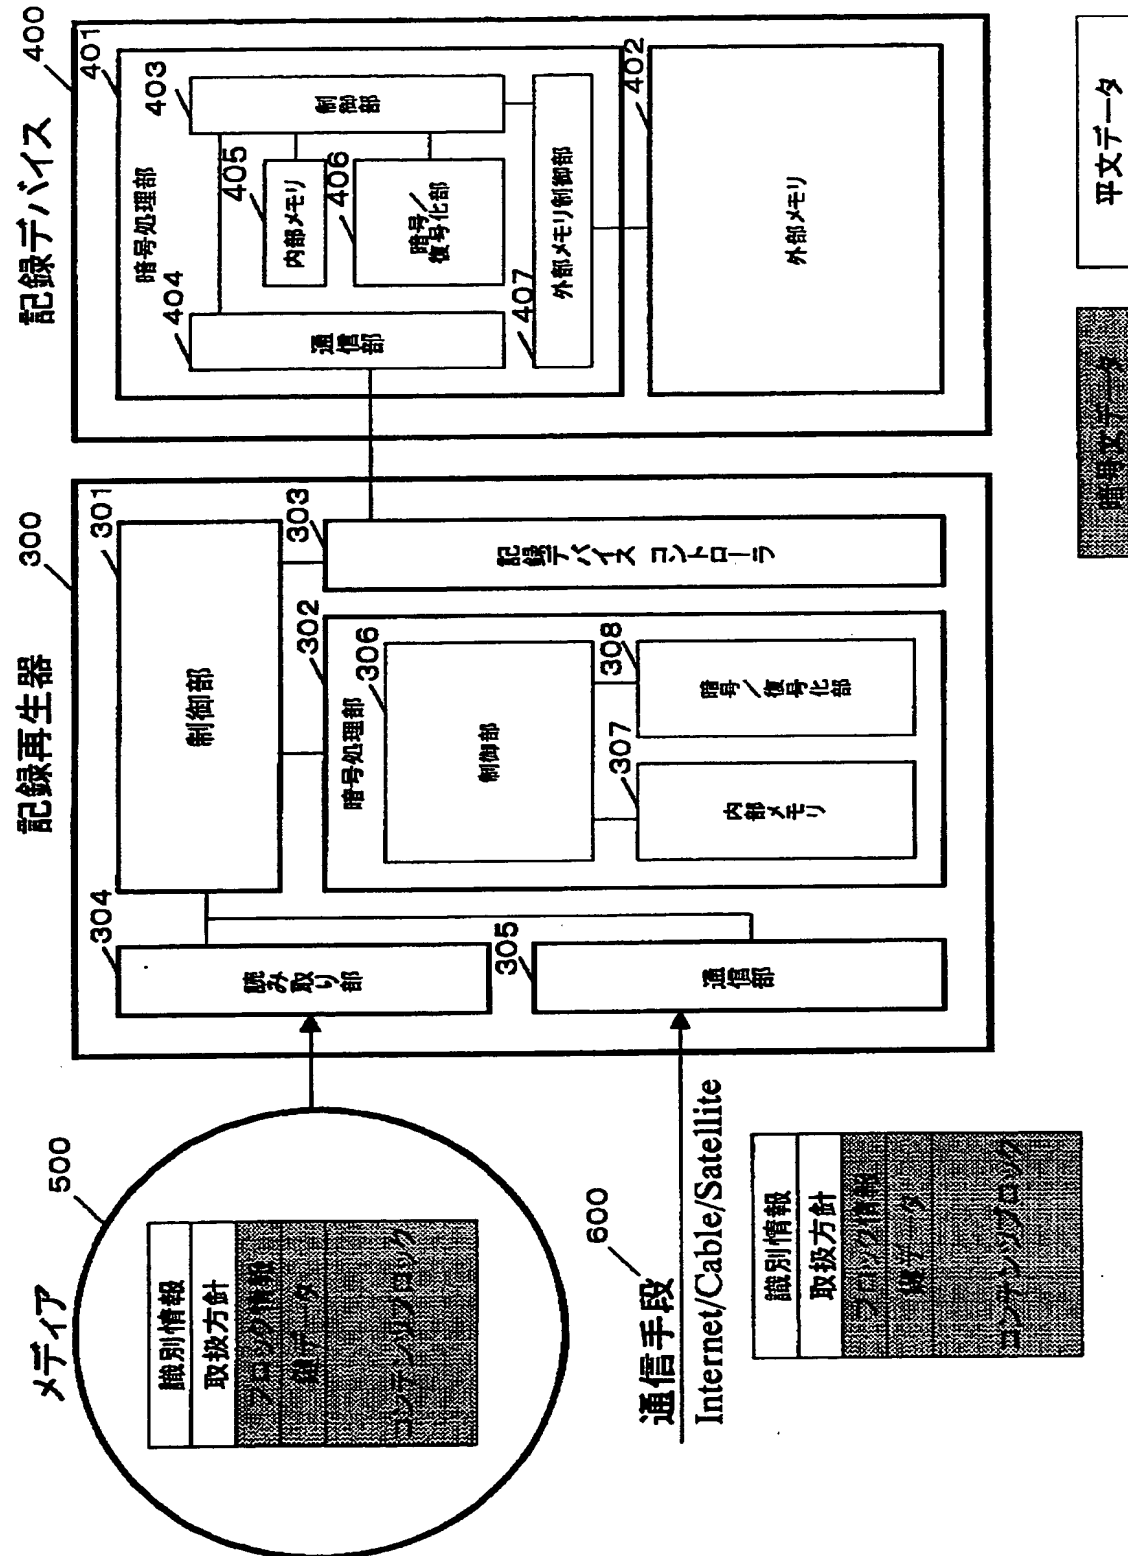 メディア
500
識別情報
取扱方針
ブロック情報
鍵データ
コンテンツブロック
600
通信手段
Internet/Cable/Satellite
識別情報
取扱方針
ブロック情報
鍵データ
コンテンツブロック
記録再生器
300
301
制御部
302
暗号処理部
303
記録デバイス コントローラ
304
読み取り部
305
通信部
306
制御部
307
内部メモリ
308
暗号／復号化部
記録デバイス
400
401
暗号処理部
402
外部メモリ
403
制御部
404
通信部
405
内部メモリ
406
暗号／
復号化部
407
外部メモリ制御部
暗号文データ
平文データ